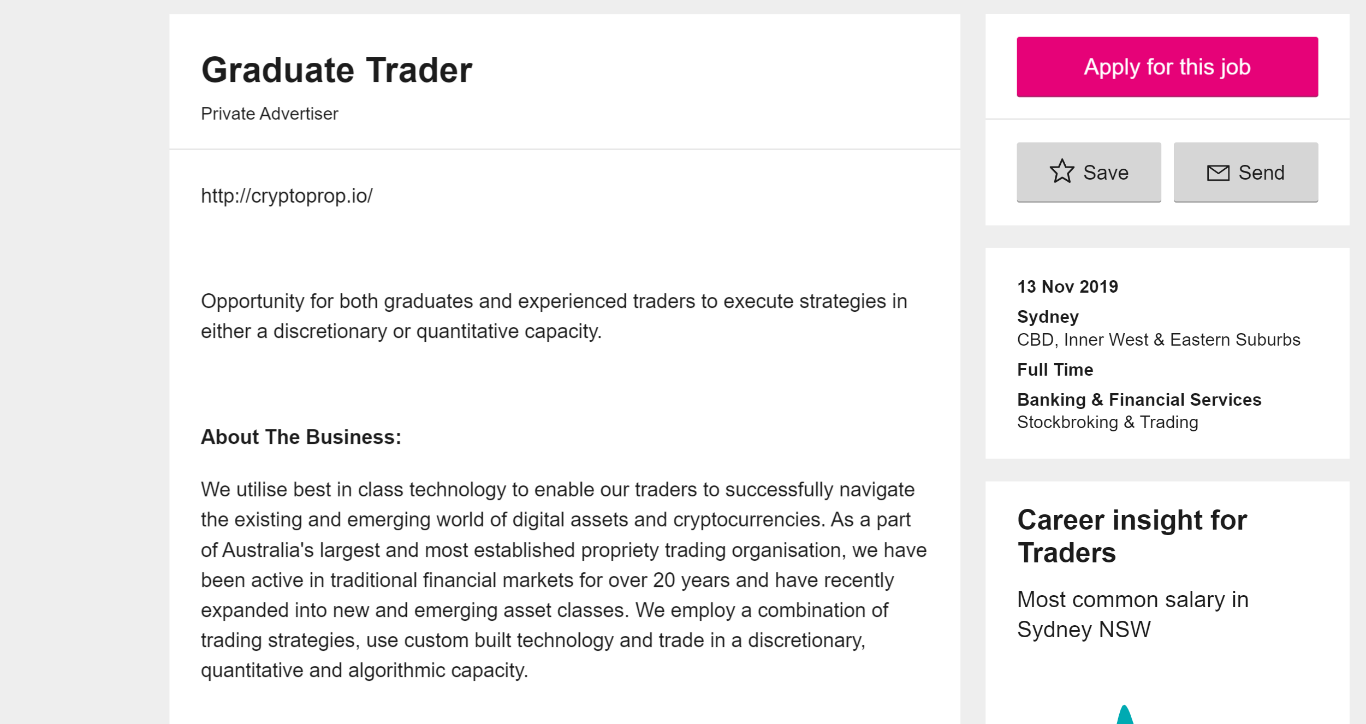 Graduate Trader
Private Advertiser
http://cryptoprop.io/
Opportunity for both graduates and experienced traders to execute strategies in
either a discretionary or quantitative capacity.
About The Business:
We utilise best in class technology to enable our traders to successfully navigate
the existing and emerging world of digital assets and cryptocurrencies. As a part
of Australia's largest and most established propriety trading organisation, we have
been active in traditional financial markets for over 20 years and have recently
expanded into new and emerging asset classes. We employ a combination of
trading strategies, use custom built technology and trade in a discretionary,
quantitative and algorithmic capacity.
Apply for this job
Save
Send
13 Nov 2019
Sydney
CBD, Inner West & Eastern Suburbs
Full Time
Banking & Financial Services
Stockbroking & Trading
Career insight for
Traders
Most common salary in
Sydney NSW